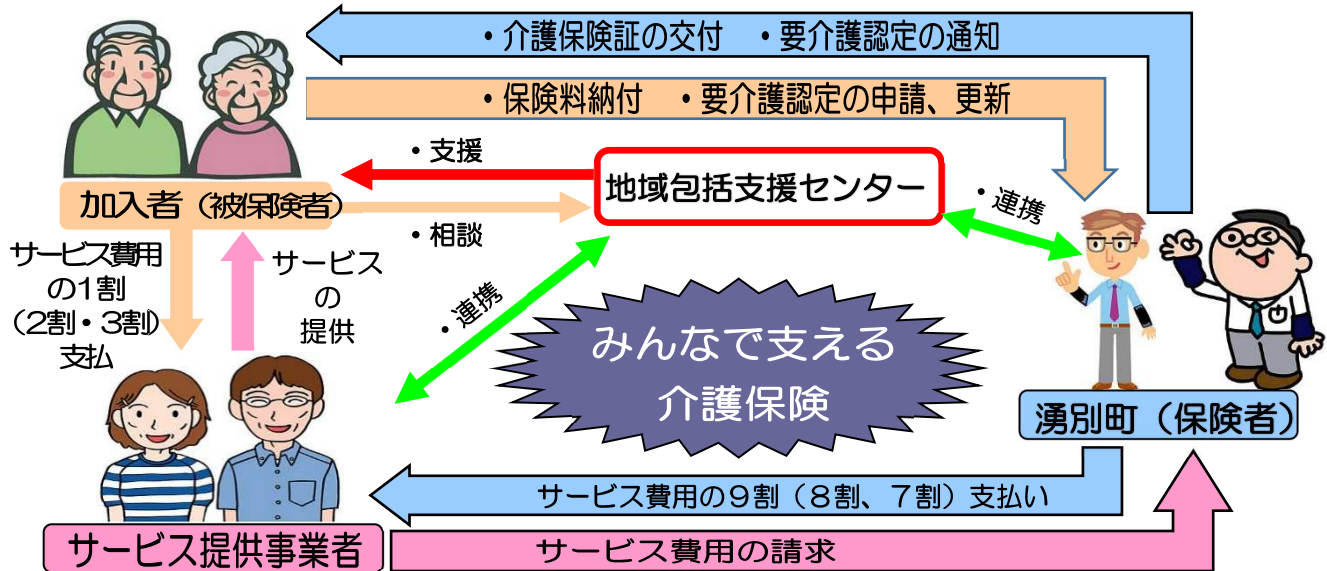 ・介護保険証の交付　・要介護認定の通知
・保険料納付　・要介護認定の申請、更新
・支援
地域包括支援センター
・連携
加入者（被保険者）
・相談
サービス費用
の1割
（2割・3割）
支払
サービス
の
提供
・連携
みんなで支える
介護保険
湧別町（保険者）
サービス費用の９割（８割、７割）支払い
サービス提供事業者
サービス費用の請求